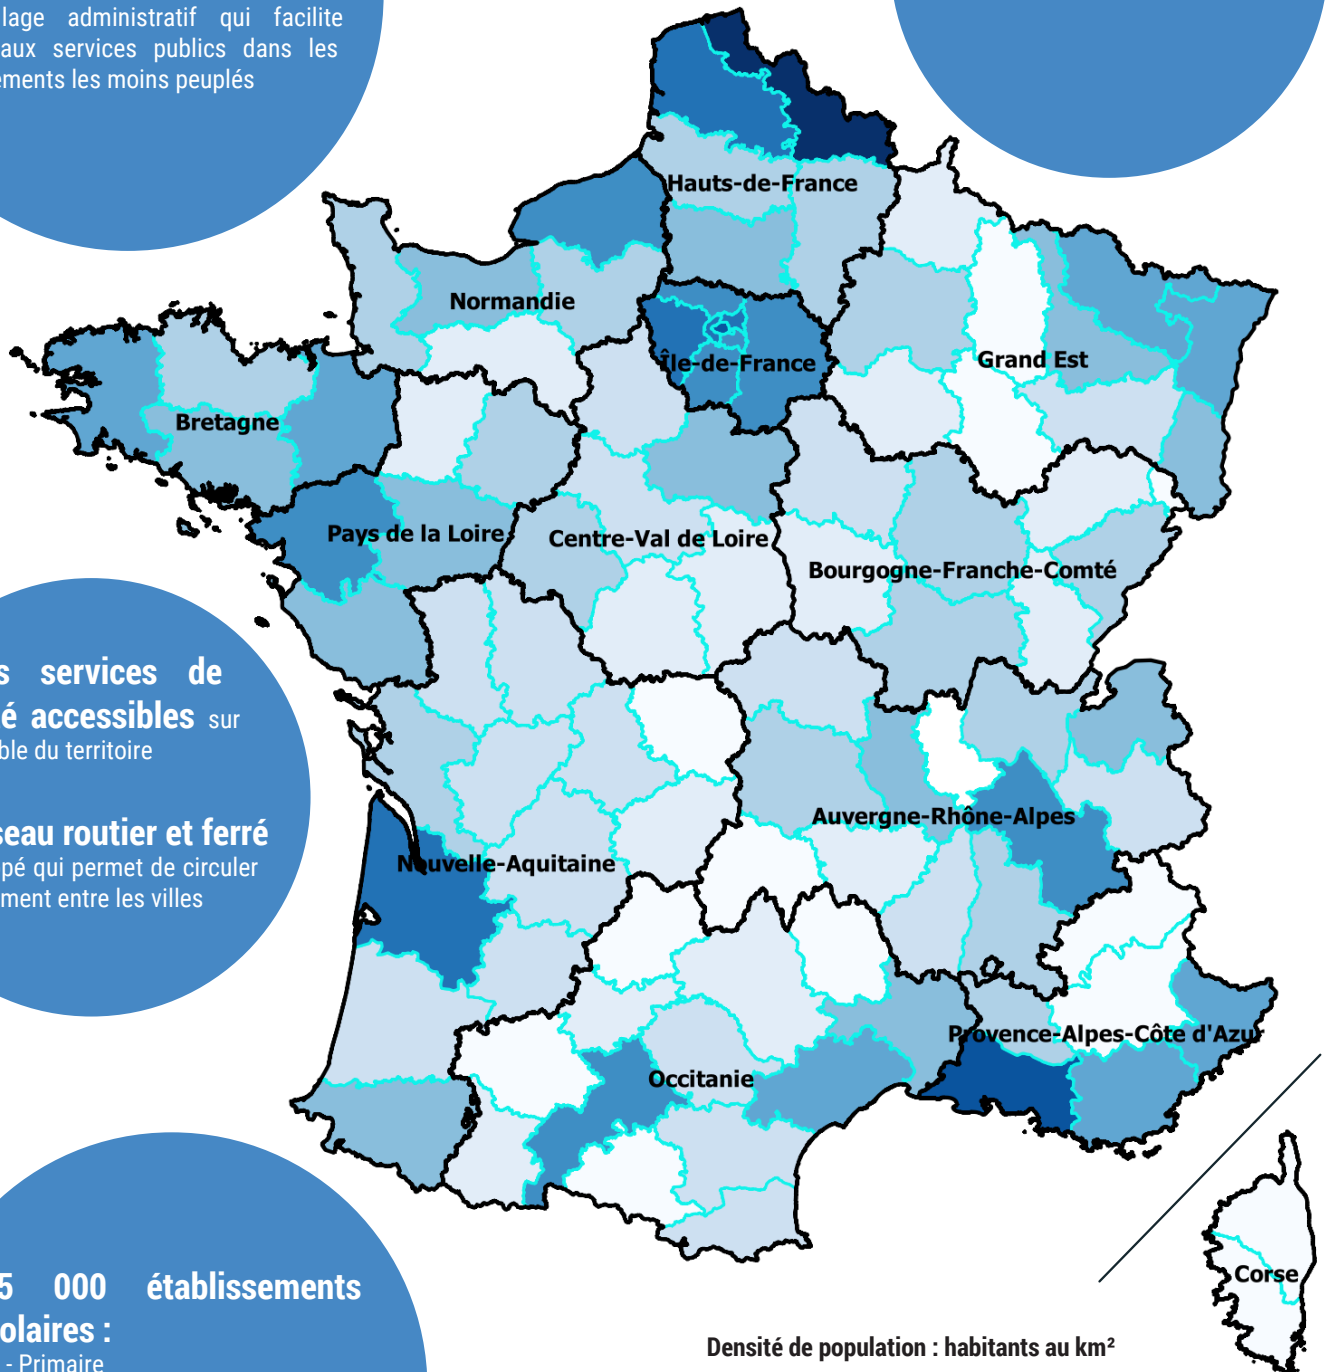 lage administratif qui facilite
aux services publics dans les
ements les moins peuplés
Hauts-de-France
Normandie
Île-de-France
Grand Est
Bretagne
Pays de la Loire
Centre-Val de Loire
Bourgogne-Franche-Comté
s services de
é accessibles sur
ble du territoire
seau routier et ferré
pé qui permet de circuler
ment entre les villes
Auvergne-Rhône-Alpes
Nouvelle-Aquitaine
Provence-Alpes-Côte d'Azur
Occitanie
Corse
5 000 établissements
olaires :
- Primaire
Densité de population : habitants au km²